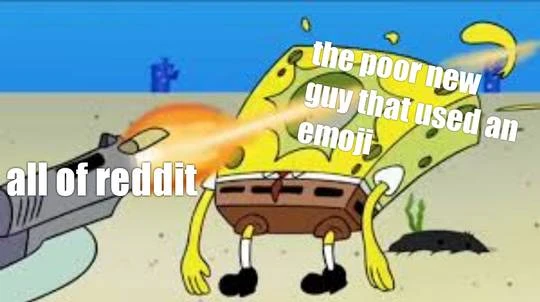 the poor new
guy that used an
emoji
all of reddit